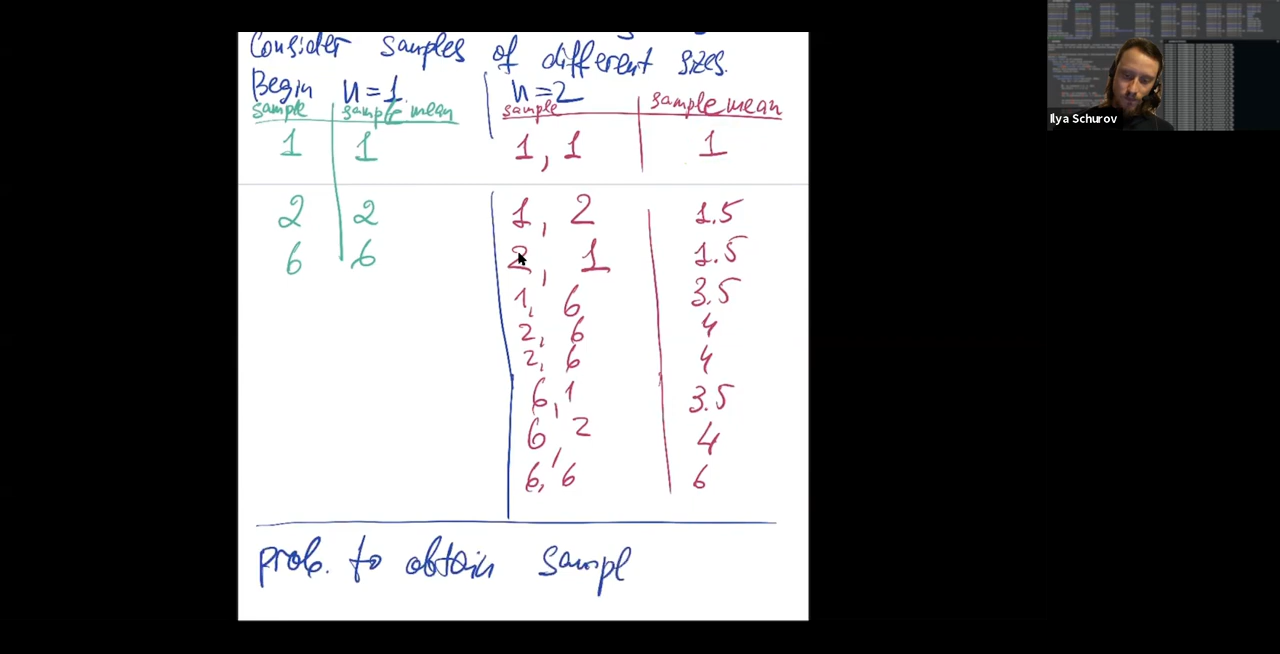 Consider samples of different sizes.
Begin n=1 n=2
sample sample mean sample sample mean
1 1 1, 1 1
2 2 1, 2 1.5
6 6 2, 1 1.5
1, 6 3.5
2, 6 4
2, 6 4
6, 1 3.5
6, 2 4
6, 6 6
prob. to obtain sampl
Ilya Schurov